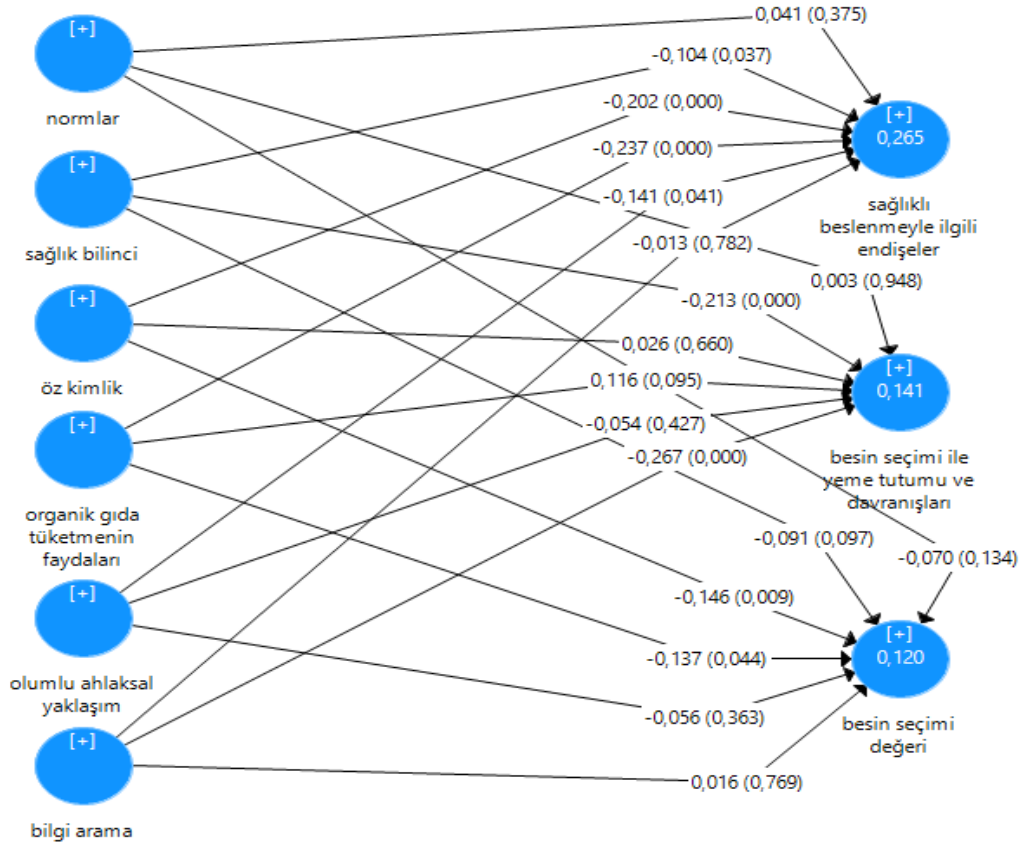 [+]
normlar
[+]
sağlık bilinci
[+]
öz kimlik
[+]
organik gıda
tüketmenin
faydaları
[+]
olumlu ahlaksal
yaklaşım
[+]
bilgi arama
0,041 (0,375)
-0,104 (0,037)
-0,202 (0,000)
-0,237 (0,000)
-0,141 (0,041)
-0,013 (0,782)
0,003 (0,948)
-0,213 (0,000)
0,026 (0,660)
0,116 (0,095)
-0,054 (0,427)
-0,267 (0,000)
-0,091 (0,097)
-0,070 (0,134)
-0,146 (0,009)
-0,137 (0,044)
-0,056 (0,363)
0,016 (0,769)
[+]
0,265
sağlıklı
beslenmeyle ilgili
endişeler
[+]
0,141
besin seçimi ile
yeme tutumu ve
davranışları
[+]
0,120
besin seçimi
değeri